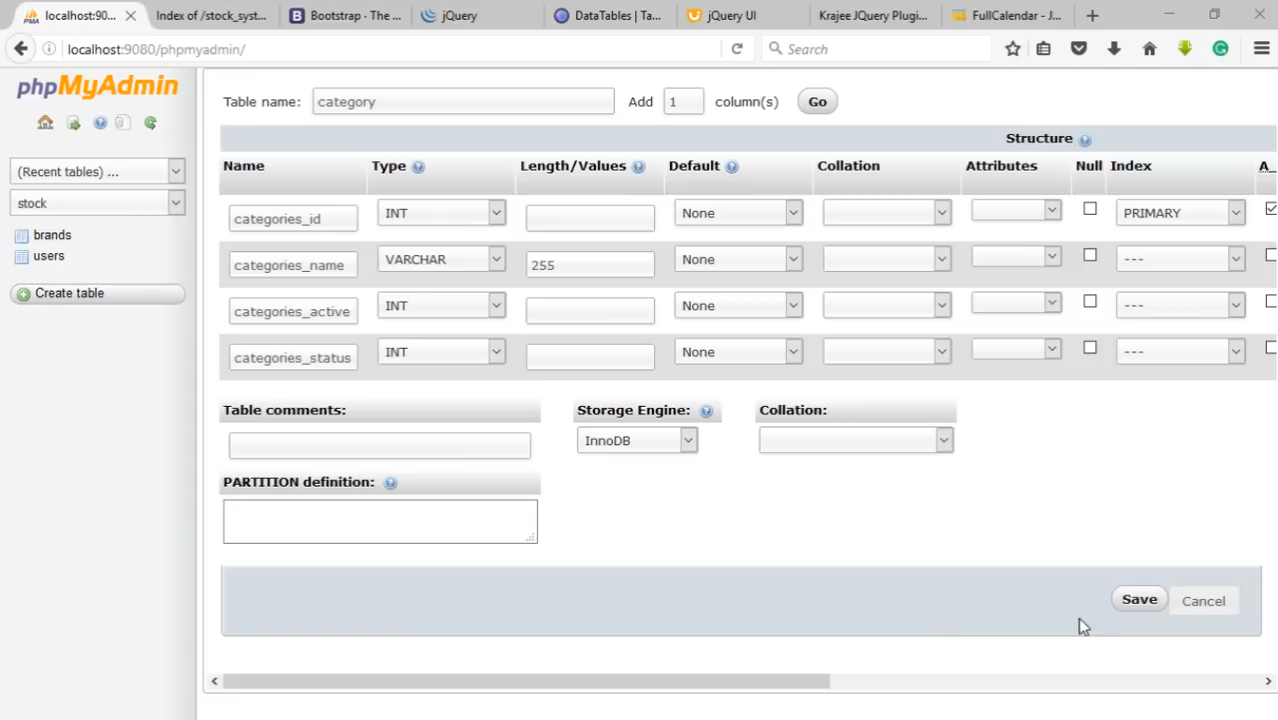 localhost:90...
Index of /stock_syst...
Bootstrap · The ...
jQuery
DataTables | Ta...
jQuery UI
Krajee JQuery Plugin...
FullCalendar - J...
localhost:9080/phpmyadmin/
Search
phpMyAdmin
(Recent tables) ...
stock
brands
users
Create table
Table name: category Add 1 column(s) Go
Structure
Name Type Length/Values Default Collation Attributes Null Index A_
categories_id INT None PRIMARY
categories_name VARCHAR 255 None ---
categories_active INT None ---
categories_status INT None ---
Table comments: Storage Engine: Collation:
InnoDB
PARTITION definition:
Save Cancel